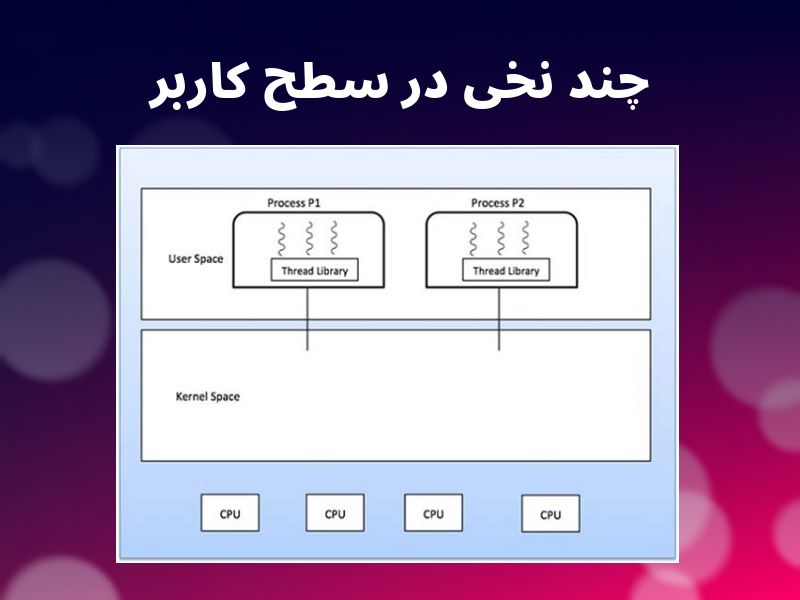 چند نخی در سطح کاربر
Process P1
Process P2
User Space
Thread Library
Thread Library
Kernel Space
CPU
CPU
CPU
CPU